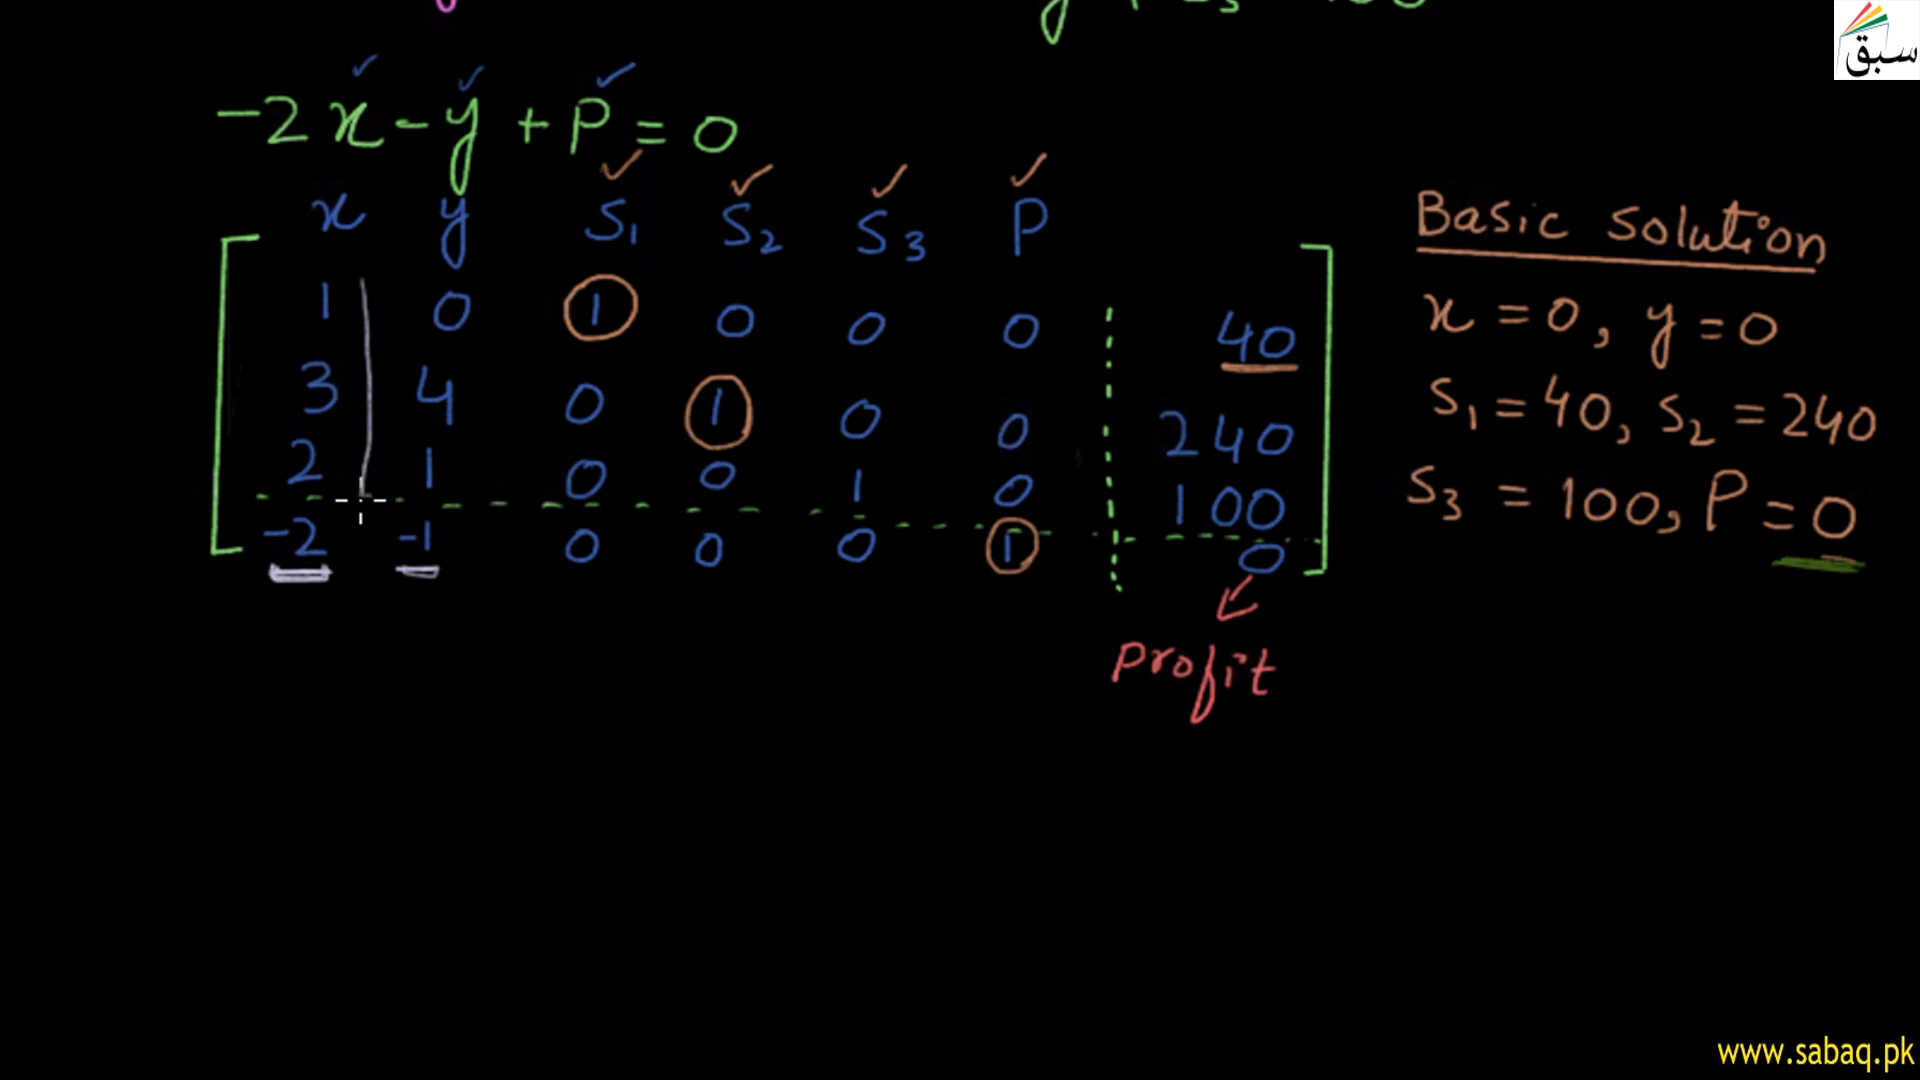 سبق
-2x - y + P = 0
x y S₁ S₂ S₃ P
1 0 1 0 0 0 40
3 4 0 1 0 0 240
2 1 0 0 1 0 100
-2 -1 0 0 0 1 0
Profit
Basic Solution
x = 0, y = 0
S₁ = 40, S₂ = 240
S₃ = 100, P = 0
www.sabaq.pk